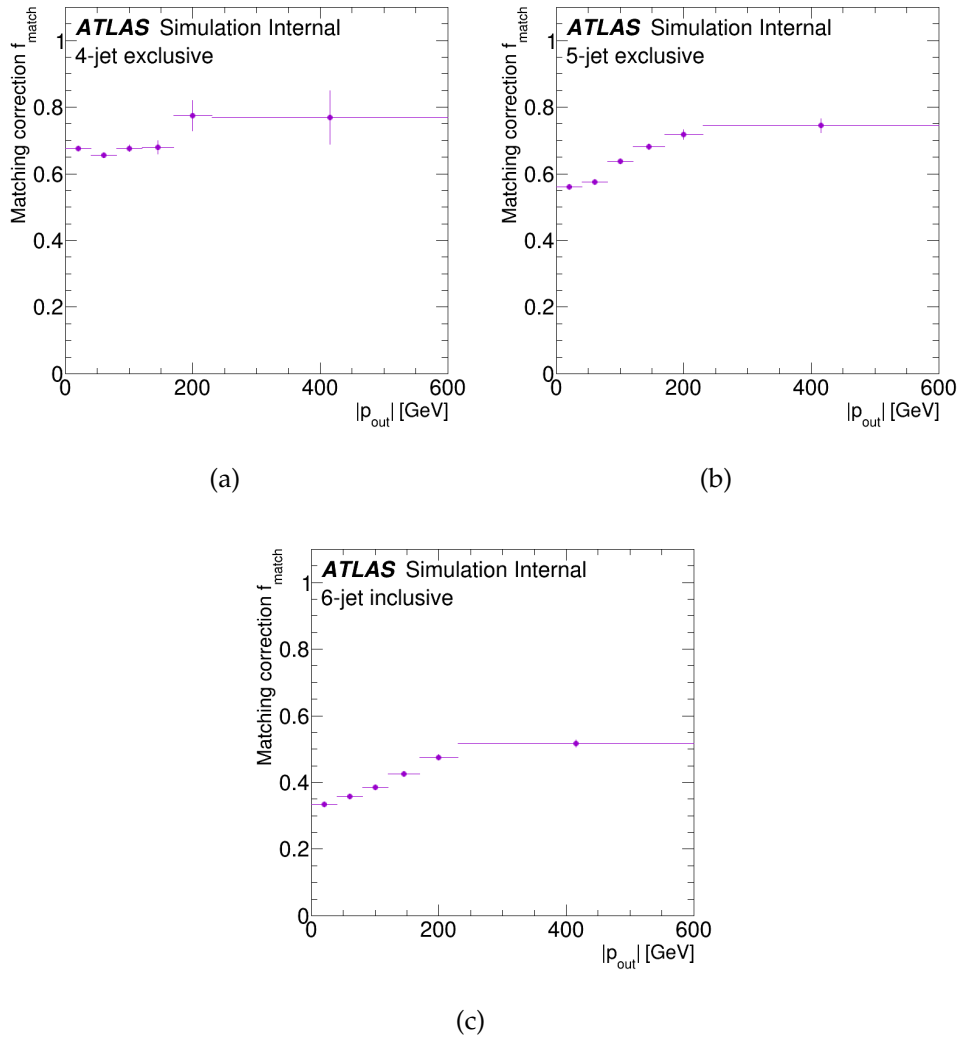 ATLAS Simulation Internal
4-jet exclusive
Matching correction f_match
1
0.8
0.6
0.4
0.2
0
0 200 400 600
|p_out| [GeV]
(a)
ATLAS Simulation Internal
5-jet exclusive
Matching correction f_match
1
0.8
0.6
0.4
0.2
0
0 200 400 600
|p_out| [GeV]
(b)
ATLAS Simulation Internal
6-jet inclusive
Matching correction f_match
1
0.8
0.6
0.4
0.2
0
0 200 400 600
|p_out| [GeV]
(c)